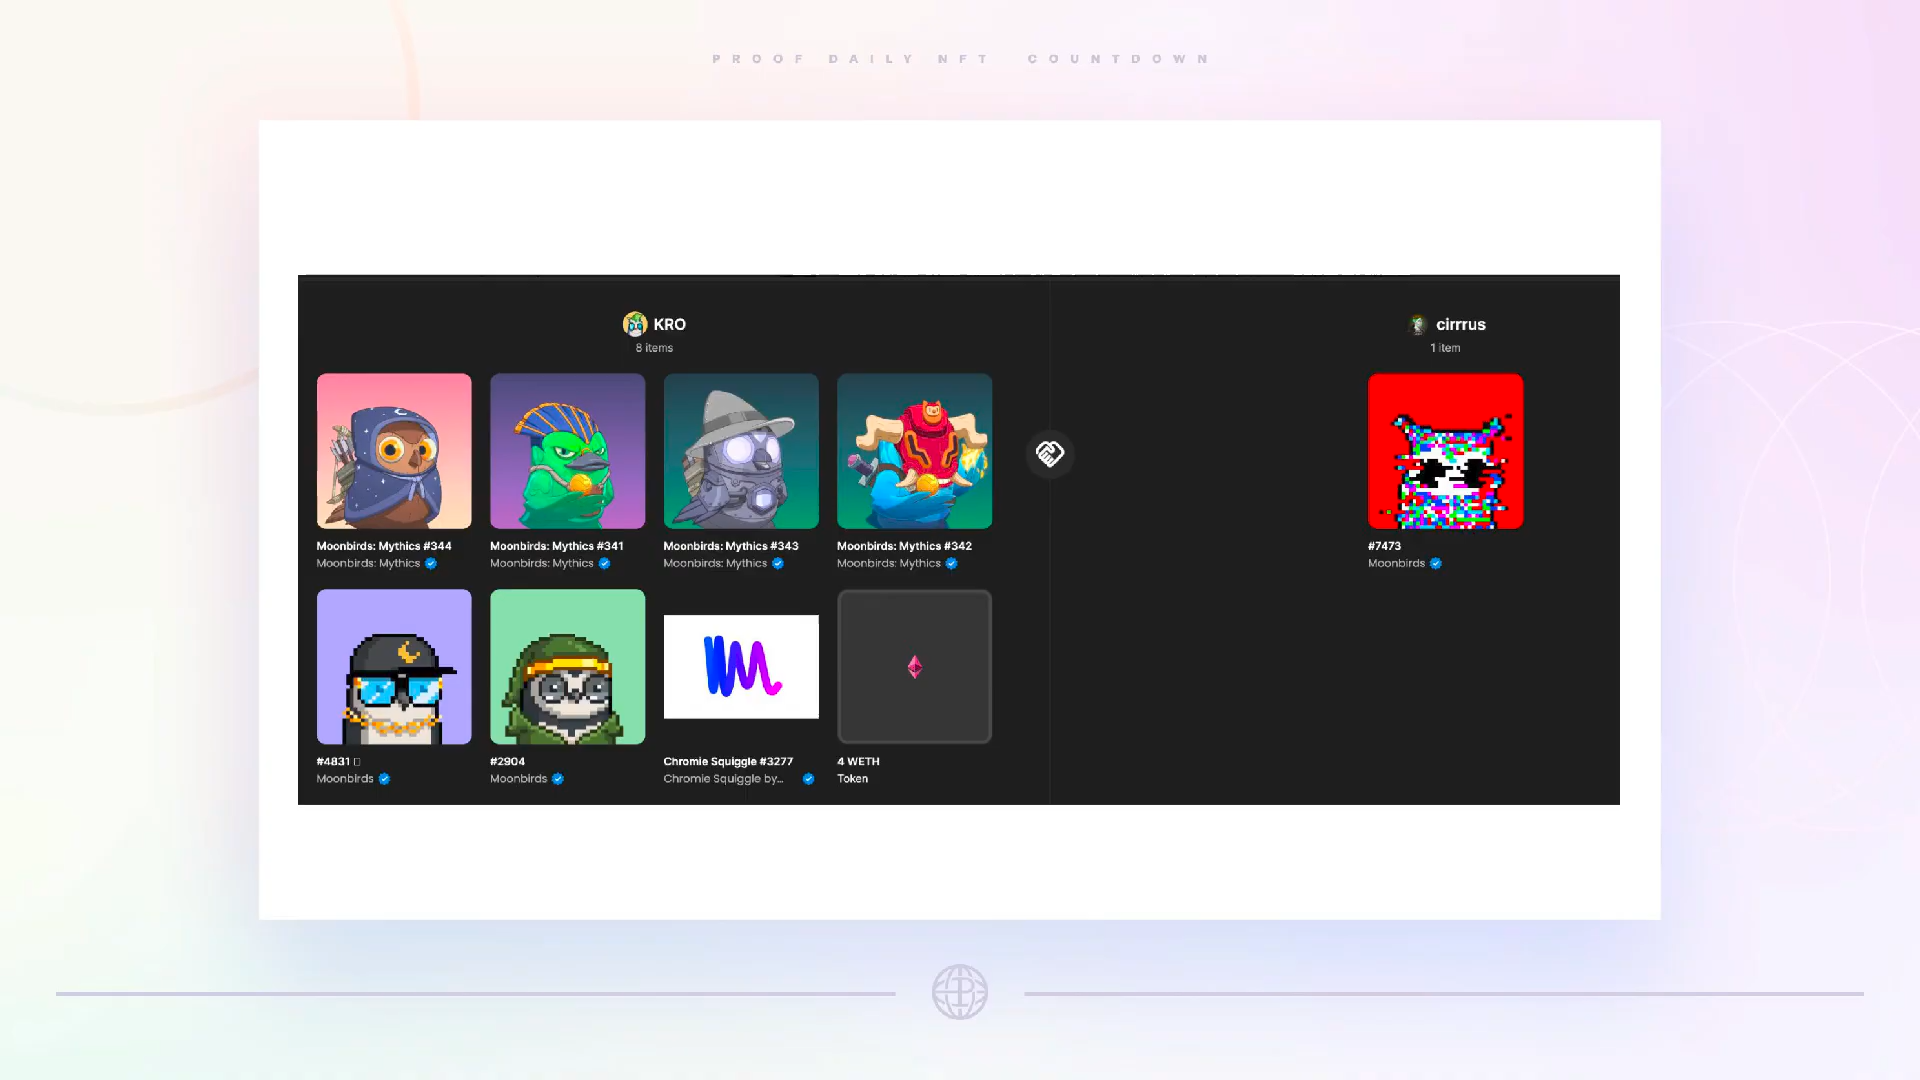 PROOF DAILY NFT COUNTDOWN
KRO
8 items
cirrrus
1 item
Moonbirds: Mythics #344
Moonbirds: Mythics
Moonbirds: Mythics #341
Moonbirds: Mythics
Moonbirds: Mythics #343
Moonbirds: Mythics
Moonbirds: Mythics #342
Moonbirds: Mythics
#7473
Moonbirds
#4831
Moonbirds
#2904
Moonbirds
Chromie Squiggle #3277
Chromie Squiggle by...
4 WETH
Token